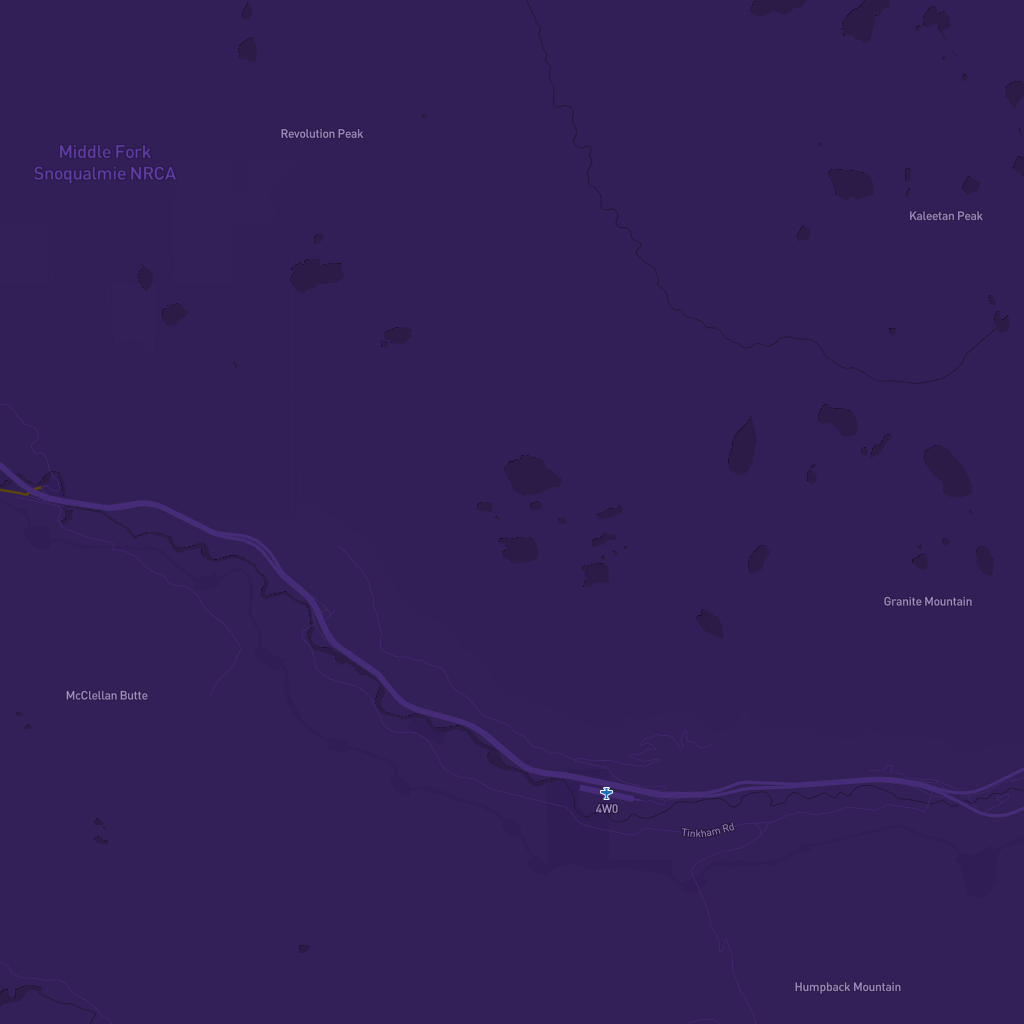 Revolution Peak
Middle Fork
Snoqualmie NRCA
Kaleetan Peak
Granite Mountain
McClellan Butte
4W0
Tinkham Rd
Humpback Mountain